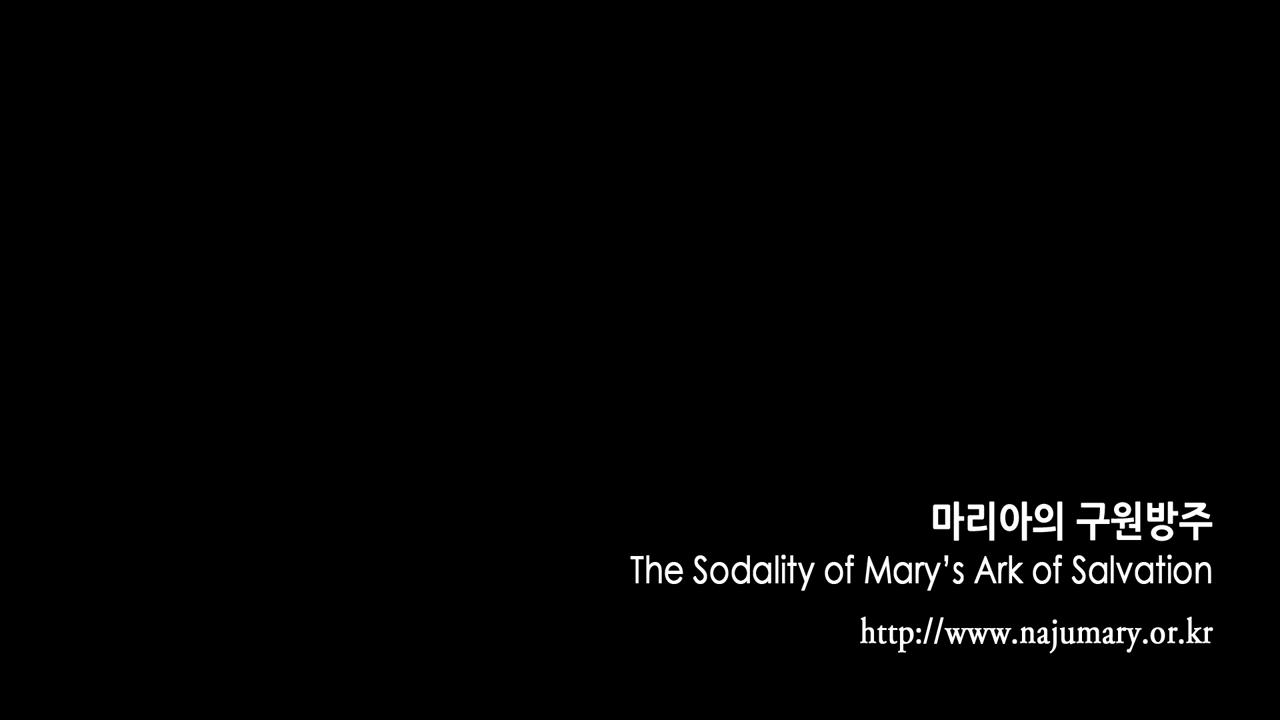 마리아의 구원방주
The Sodality of Mary’s Ark of Salvation
http://www.najumary.or.kr